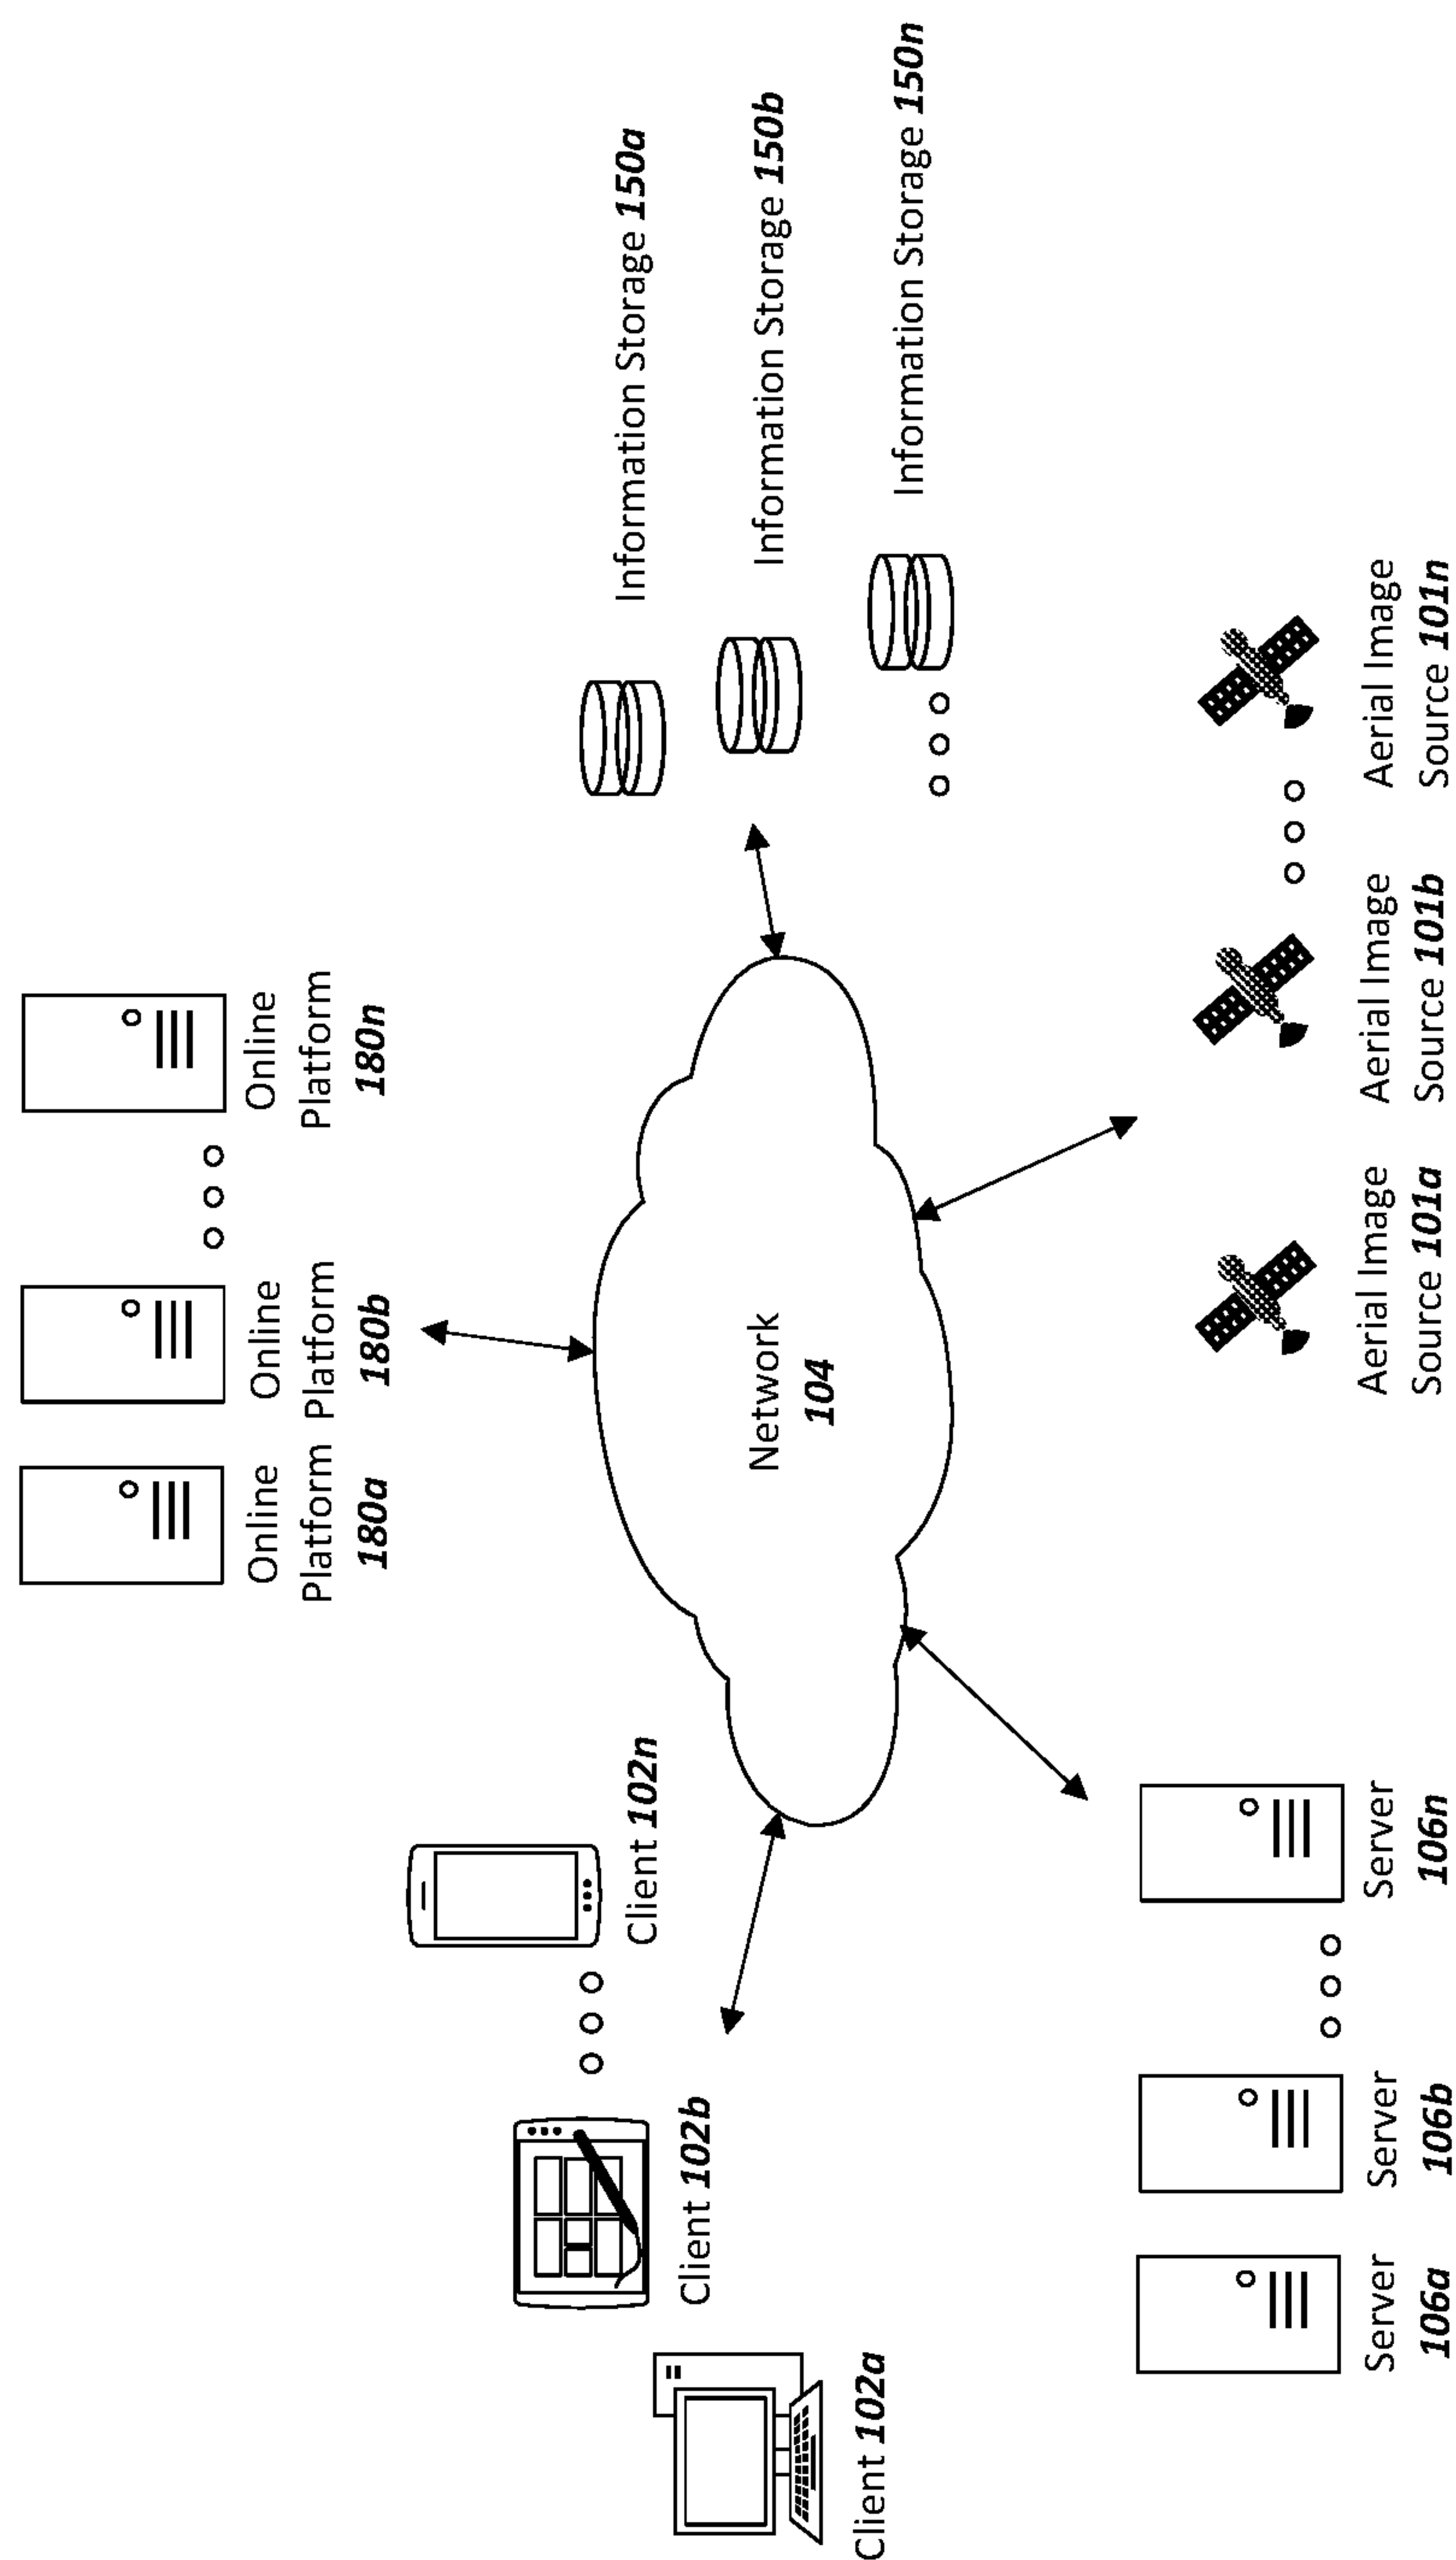 Online
Platform
180a
Online
Platform
180b
Online
Platform
180n
Client 102n
Client 102b
Client 102a
Information Storage 150a
Information Storage 150b
Information Storage 150n
Network
104
Server
106a
Server
106b
Server
106n
Aerial Image
Source 101a
Aerial Image
Source 101b
Aerial Image
Source 101n